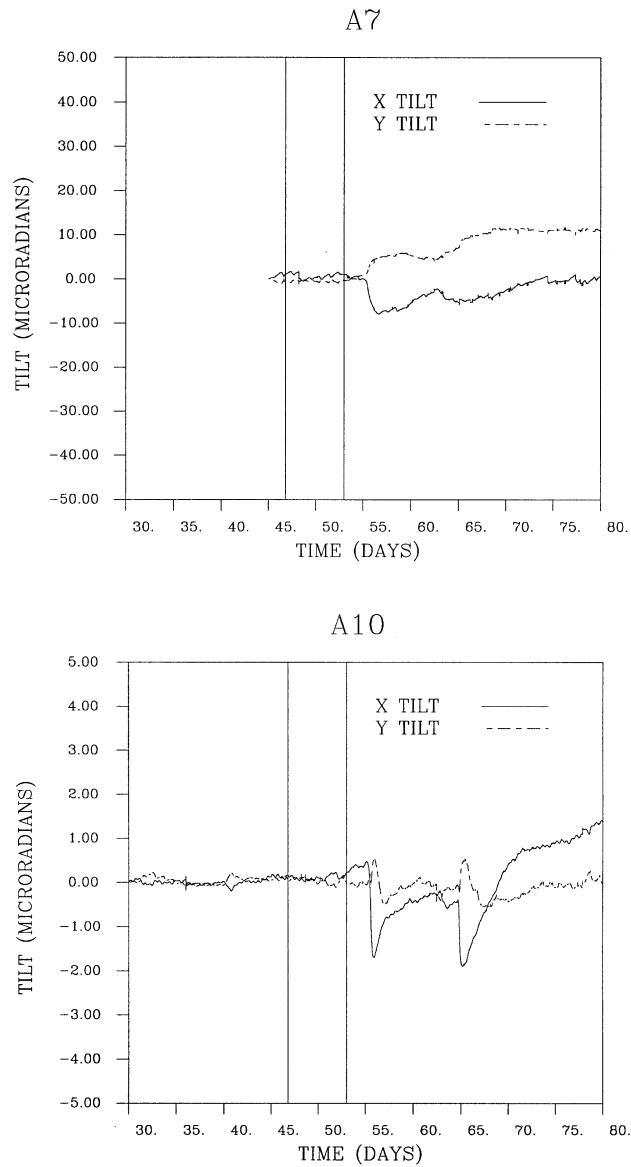 A7
50.00
40.00
30.00
20.00
10.00
0.00
-10.00
-20.00
-30.00
-40.00
-50.00
TILT (MICRORADIANS)
X TILT
Y TILT
30. 35. 40. 45. 50. 55. 60. 65. 70. 75. 80.
TIME (DAYS)
A10
5.00
4.00
3.00
2.00
1.00
0.00
-1.00
-2.00
-3.00
-4.00
-5.00
TILT (MICRORADIANS)
X TILT
Y TILT
30. 35. 40. 45. 50. 55. 60. 65. 70. 75. 80.
TIME (DAYS)